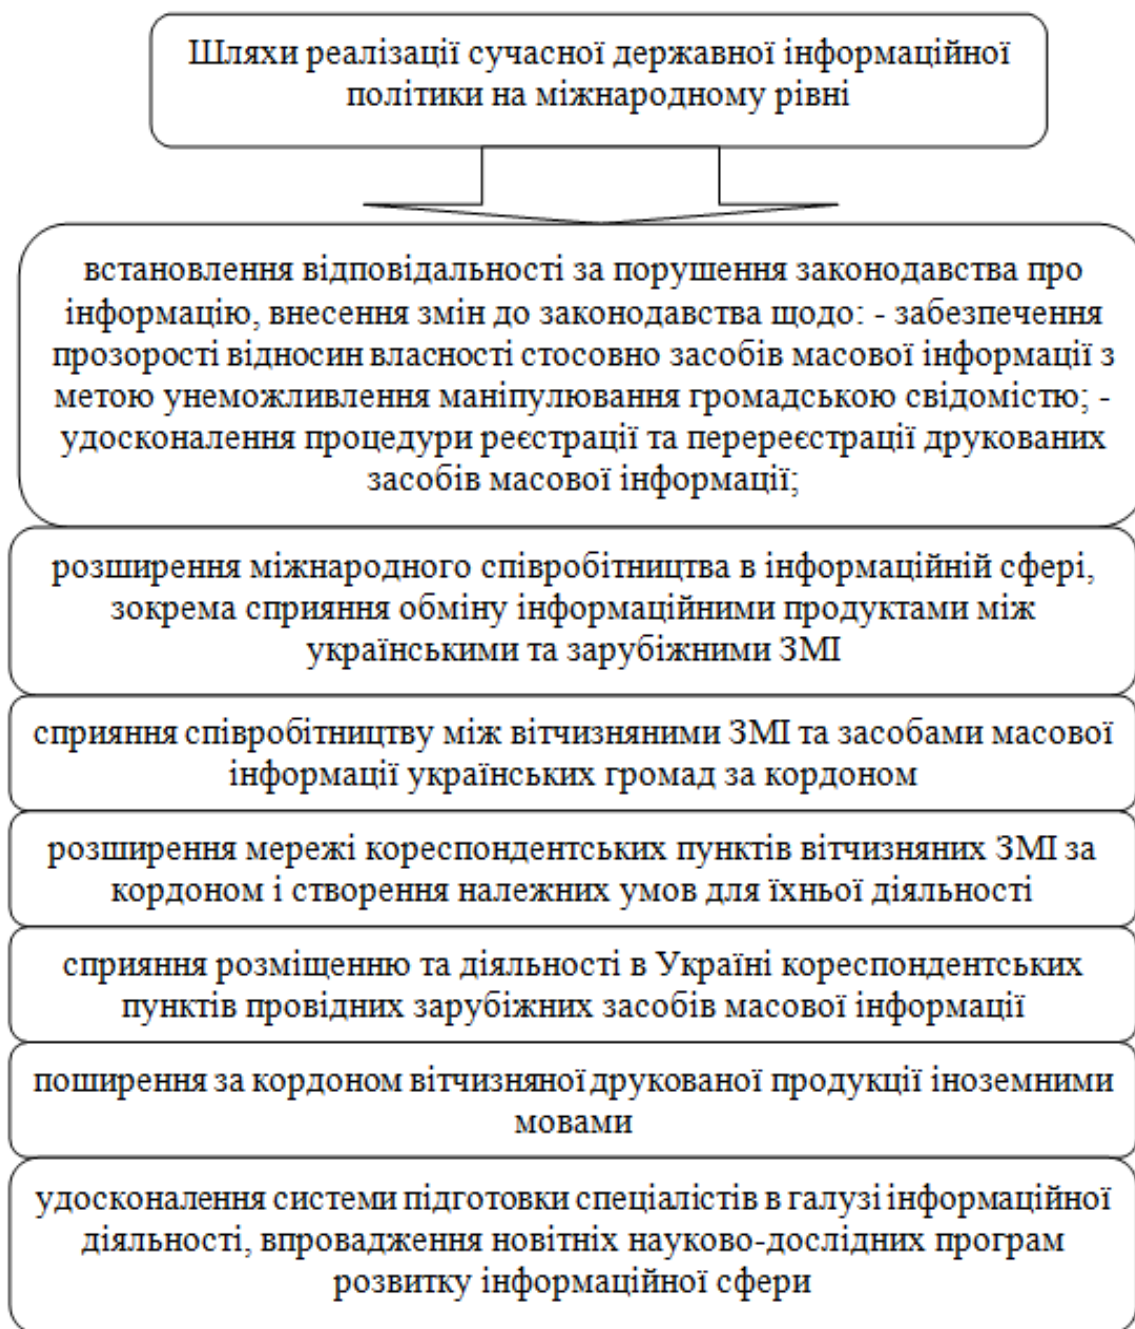 Шляхи реалізації сучасної державної інформаційної
політики на міжнародному рівні
встановлення відповідальності за порушення законодавства про
інформацію, внесення змін до законодавства щодо: - забезпечення
прозорості відносин власності стосовно засобів масової інформації з
метою унеможливлення маніпулювання громадською свідомістю; -
удосконалення процедури реєстрації та перереєстрації друкованих
засобів масової інформації;
розширення міжнародного співробітництва в інформаційній сфері,
зокрема сприяння обміну інформаційними продуктами між
українськими та зарубіжними ЗМІ
сприяння співробітництву між вітчизняними ЗМІ та засобами масової
інформації українських громад за кордоном
розширення мережі кореспондентських пунктів вітчизняних ЗМІ за
кордоном і створення належних умов для їхньої діяльності
сприяння розміщенню та діяльності в Україні кореспондентських
пунктів провідних зарубіжних засобів масової інформації
поширення за кордоном вітчизняної друкованої продукції іноземними
мовами
удосконалення системи підготовки спеціалістів в галузі інформаційної
діяльності, впровадження новітніх науково-дослідних програм
розвитку інформаційної сфери